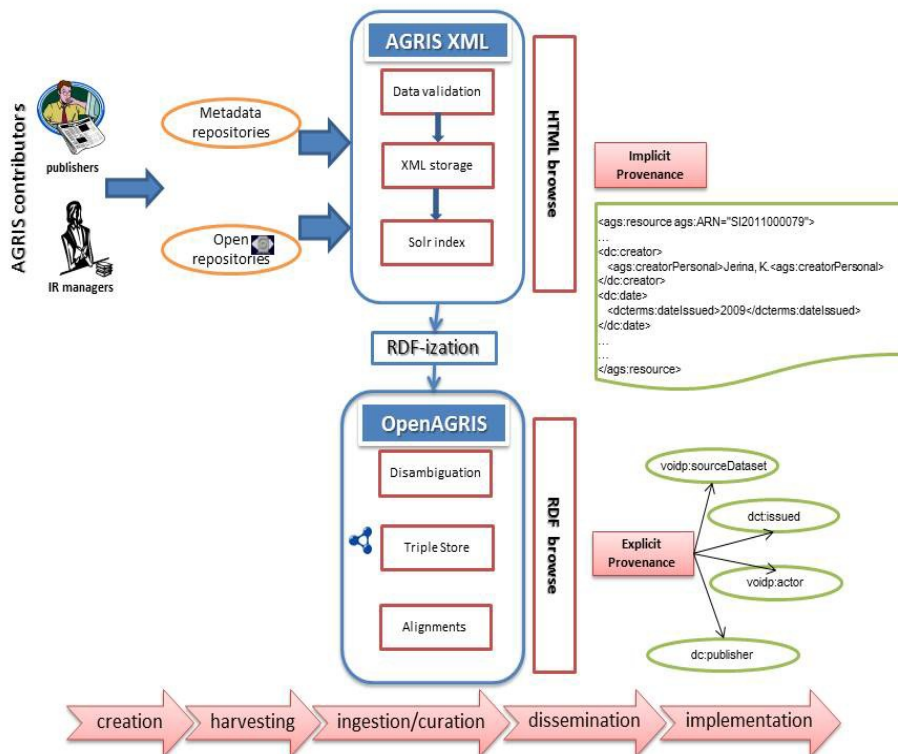 AGRIS contributors
publishers
IR managers
Metadata
repositories
Open
repositories
AGRIS XML
Data validation
XML storage
Solr index
HTML browse
Implicit
Provenance
<ags:resource ags:ARN="SI2011000079">
...
<dc:creator>
<ags:creatorPersonal>Jerina, K.<ags:creatorPersonal>
</dc:creator>
<dc:date>
<dcterms:dateIssued>2009</dcterms:dateIssued>
</dc:date>
...
...
</ags:resource>
RDF-ization
OpenAGRIS
Disambiguation
Triple Store
Alignments
RDF browse
Explicit
Provenance
voidp:sourceDataset
dct:issued
voidp:actor
dc:publisher
creation
harvesting
ingestion/curation
dissemination
implementation